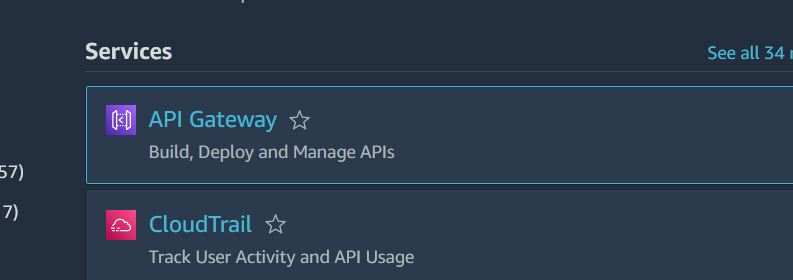 Services
See all 34
API Gateway
Build, Deploy and Manage APIs
57)
7)
CloudTrail
Track User Activity and API Usage